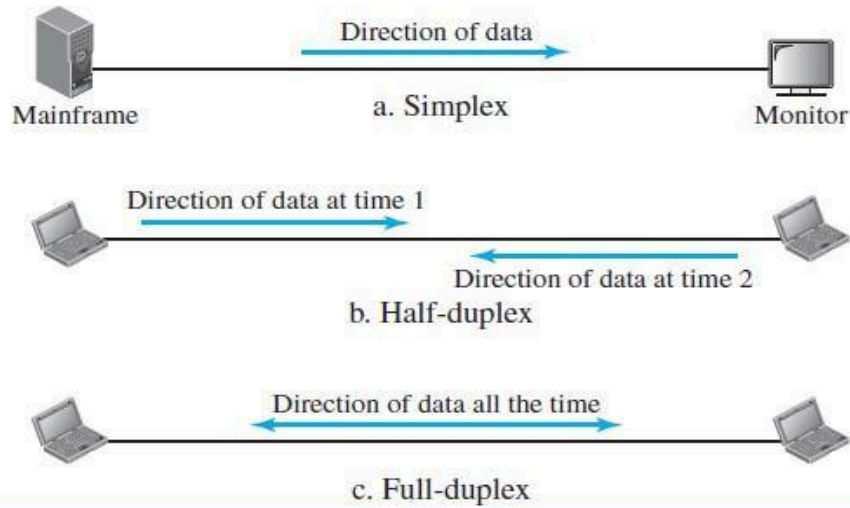 Direction of data
Mainframe
a. Simplex
Monitor
Direction of data at time 1
Direction of data at time 2
b. Half-duplex
Direction of data all the time
c. Full-duplex